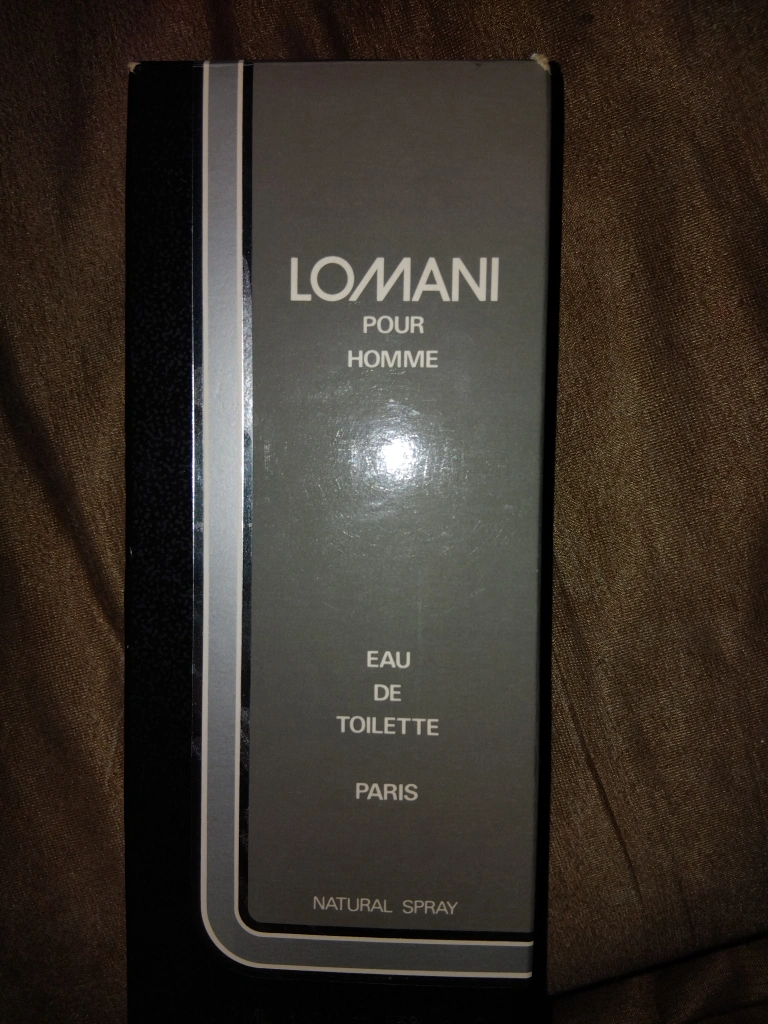 LOMANI
POUR
HOMME
EAU
DE
TOILETTE
PARIS
NATURAL SPRAY